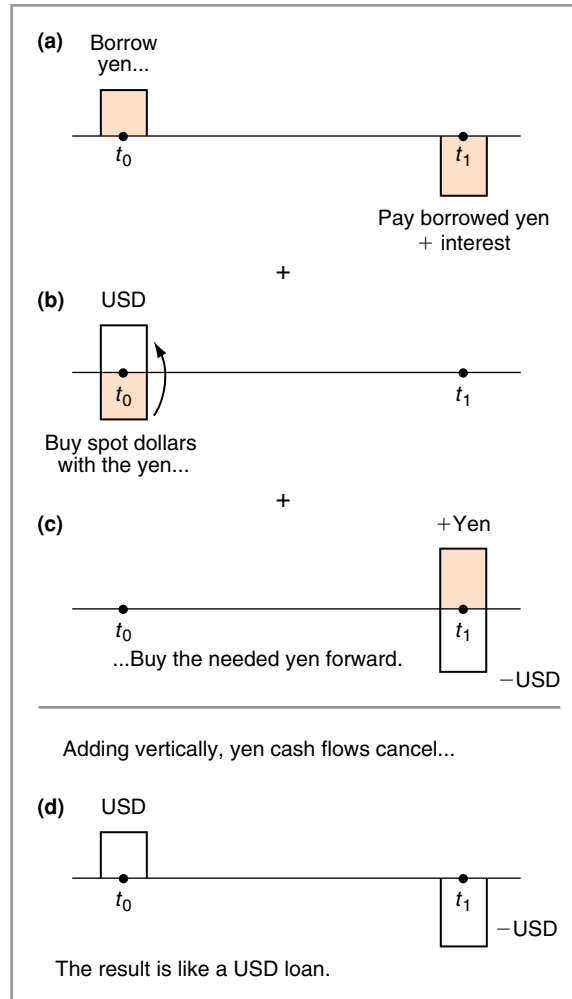 (a)
Borrow
yen...
t0
t1
Pay borrowed yen
+ interest
+
(b)
USD
t0
t1
Buy spot dollars
with the yen...
+
(c)
+Yen
t0
t1
...Buy the needed yen forward.
−USD
Adding vertically, yen cash flows cancel...
(d)
USD
t0
t1
−USD
The result is like a USD loan.